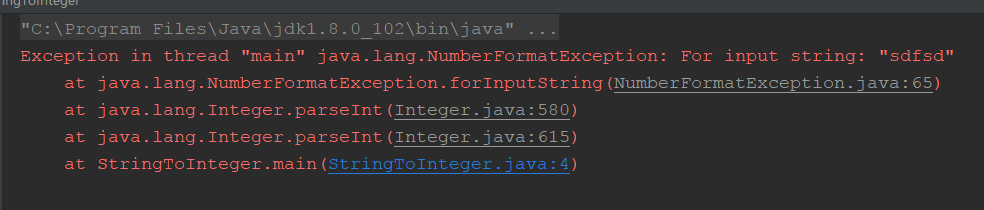 ingToInteger
"C:\Program Files\Java\jdk1.8.0_102\bin\java" ...
Exception in thread "main" java.lang.NumberFormatException: For input string: "sdfsd"
at java.lang.NumberFormatException.forInputString(NumberFormatException.java:65)
at java.lang.Integer.parseInt(Integer.java:580)
at java.lang.Integer.parseInt(Integer.java:615)
at StringToInteger.main(StringToInteger.java:4)